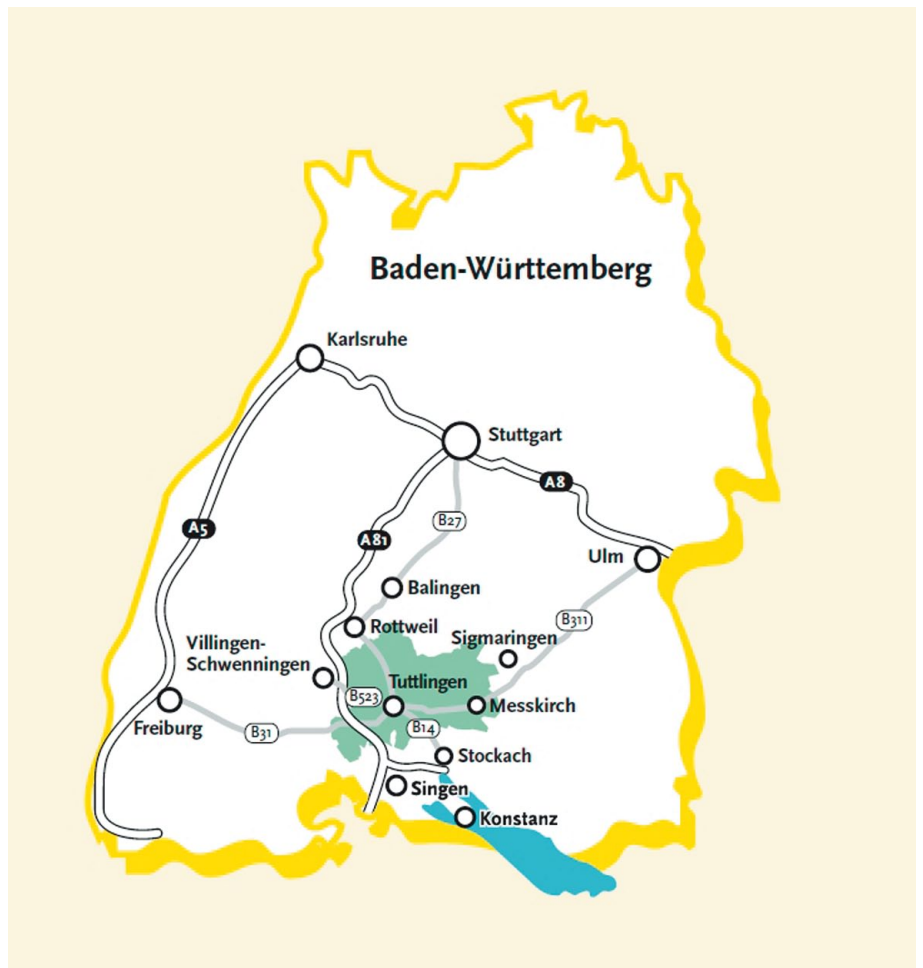 Baden-Württemberg
Karlsruhe
Stuttgart
A8
B27
A5
A81
Ulm
Balingen
B311
Rottweil
Sigmaringen
Villingen-
Schwenningen
Tuttlingen
B523
Messkirch
Freiburg
B31
B14
Stockach
Singen
Konstanz